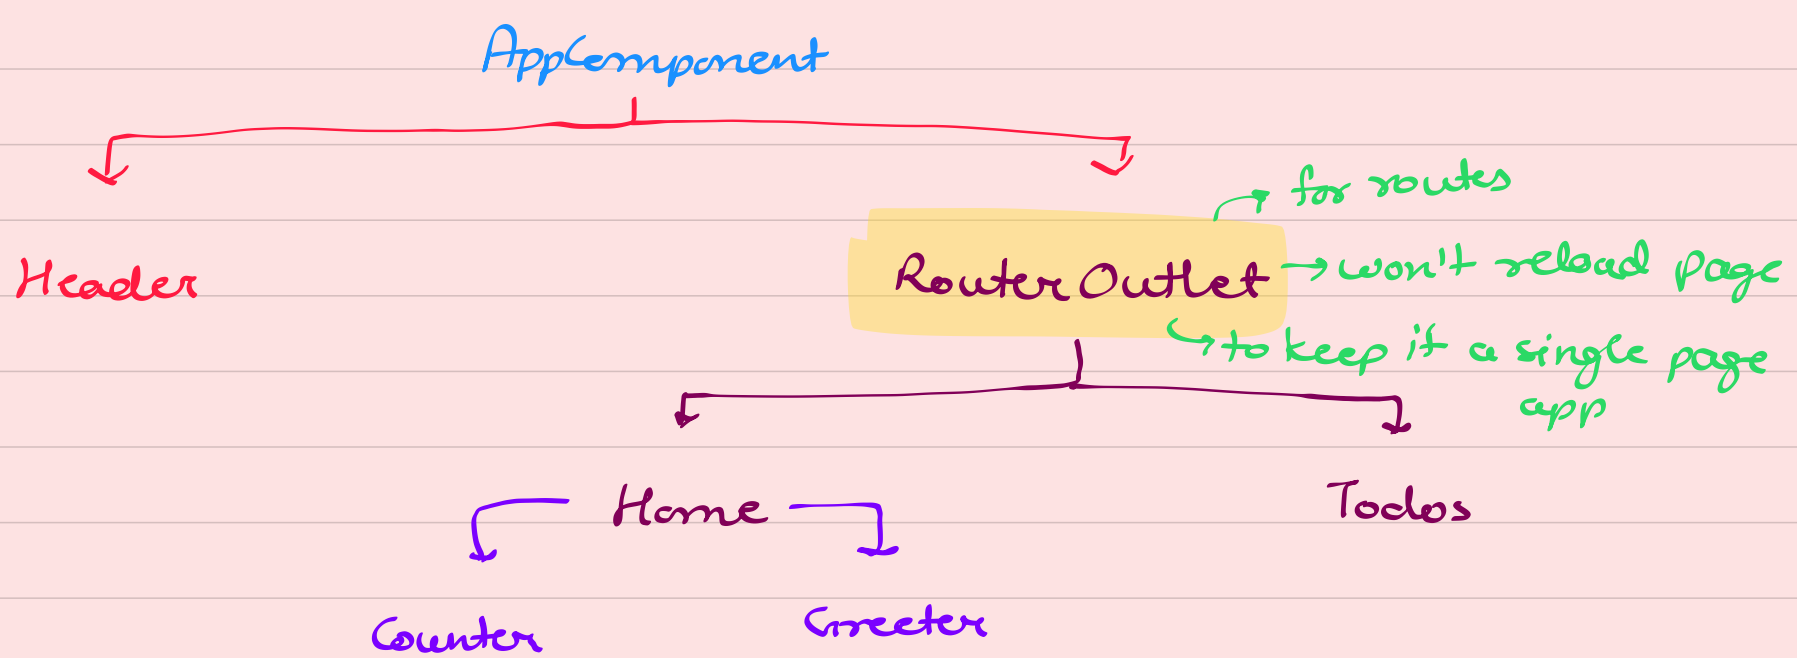 AppComponent
for routes
Header
RouterOutlet
won't reload page
to keep it a single page
app
Home
Todos
Counter
Greeter